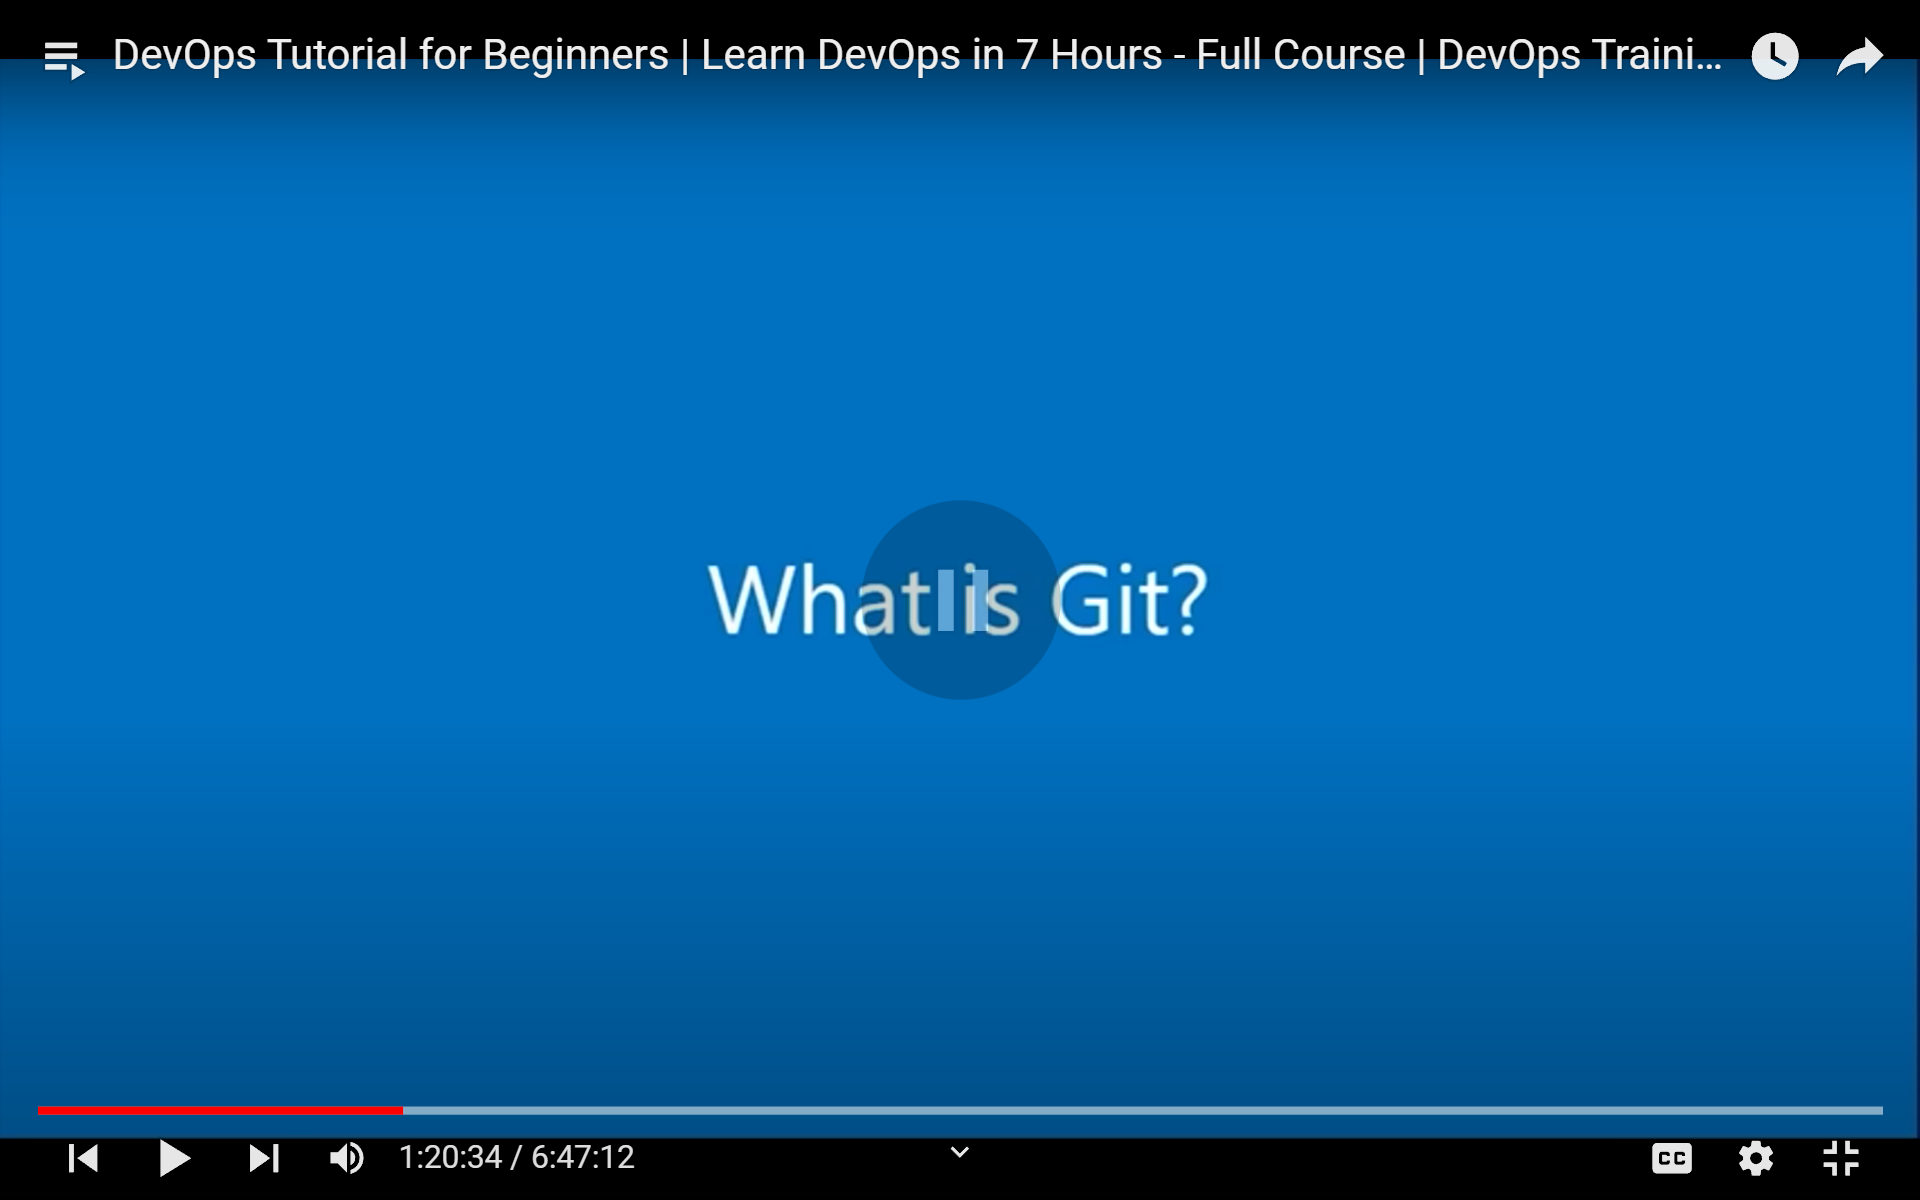 DevOps Tutorial for Beginners | Learn DevOps in 7 Hours - Full Course | DevOps Traini...
What is Git?
1:20:34 / 6:47:12
CC